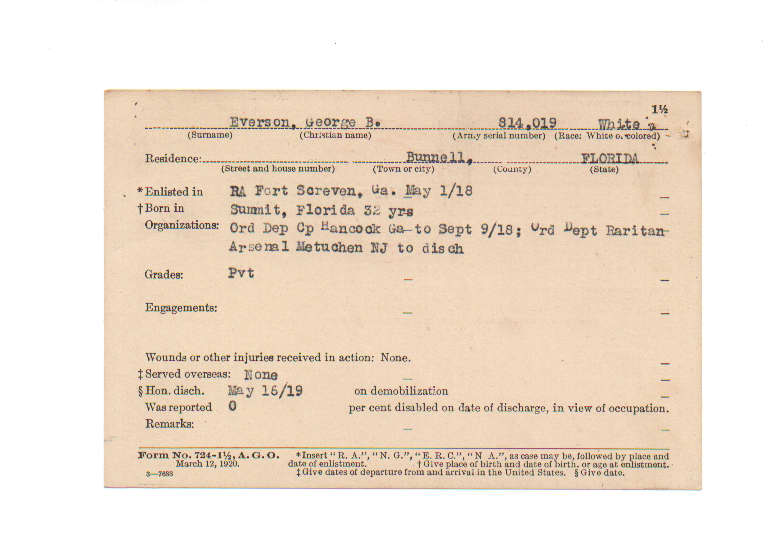 1½
Everson, George B. 814,019 White
(Surname) (Christian name) (Army serial number) (Race: White or colored)
Residence: Bunnell, FLORIDA
(Street and house number) (Town or city) (County) (State)
*Enlisted in RA Fort Screven, Ga. May 1/18
†Born in Summit, Florida 32 yrs
Organizations: Ord Dep Cp Hancock Ga to Sept 9/18; Ord Dept Raritan
Arsenal Metuchen NJ to disch
Grades: Pvt
Engagements:
Wounds or other injuries received in action: None.
‡Served overseas: None
§Hon. disch. May 16/19 on demobilization
Was reported 0 per cent disabled on date of discharge, in view of occupation.
Remarks:
Form No. 724-1½, A. G. O. *Insert "R. A.", "N. G.", "E. R. C.", "N A.", as case may be, followed by place and
March 12, 1920. date of enlistment. †Give place of birth and date of birth, or age at enlistment.
3—7688 ‡Give dates of departure from and arrival in the United States. §Give date.